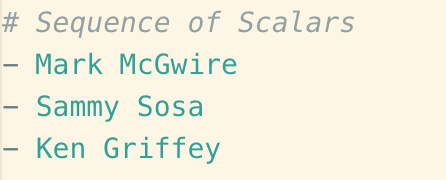 # Sequence of Scalars
- Mark McGwire
- Sammy Sosa
- Ken Griffey